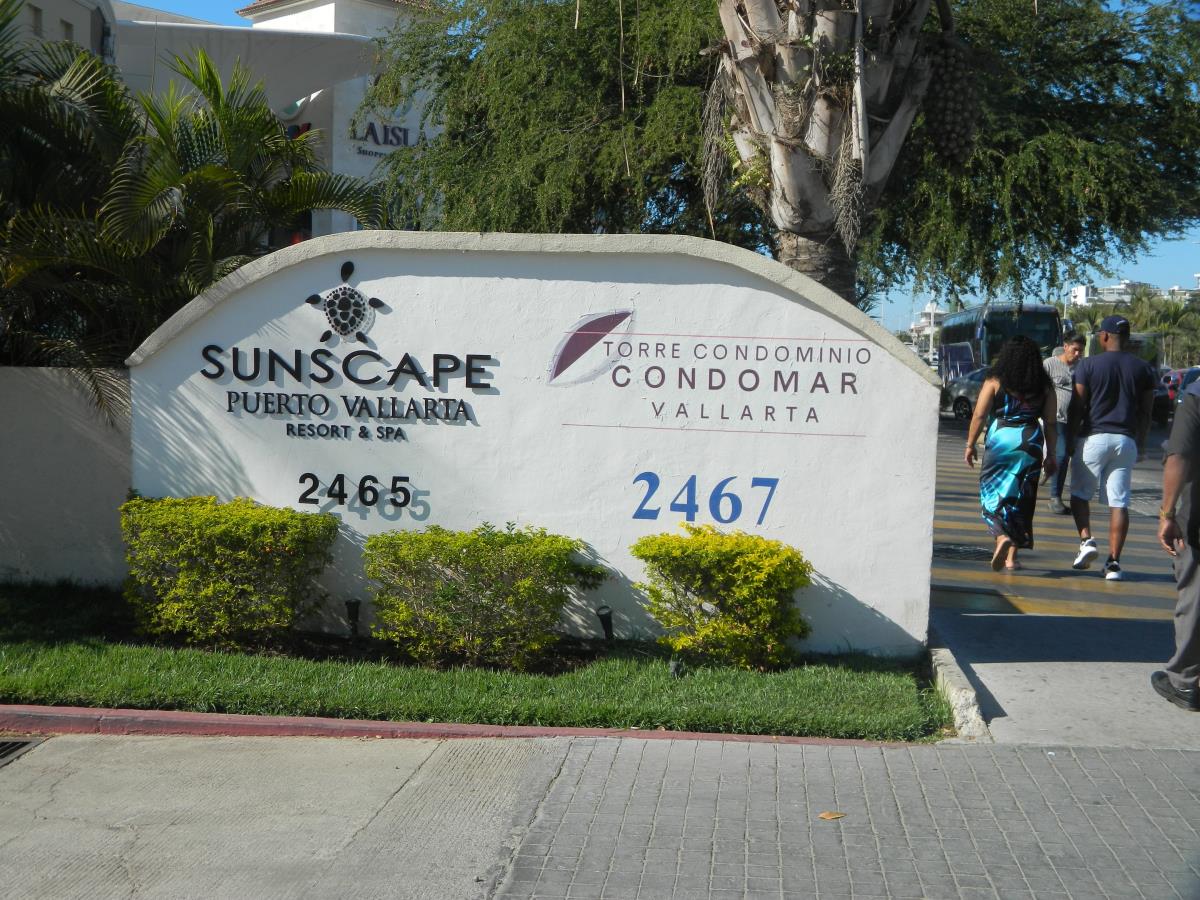 SUNSCAPE
PUERTO VALLARTA
RESORT & SPA
2465
TORRE CONDOMINIO
CONDOMAR
VALLARTA
2467